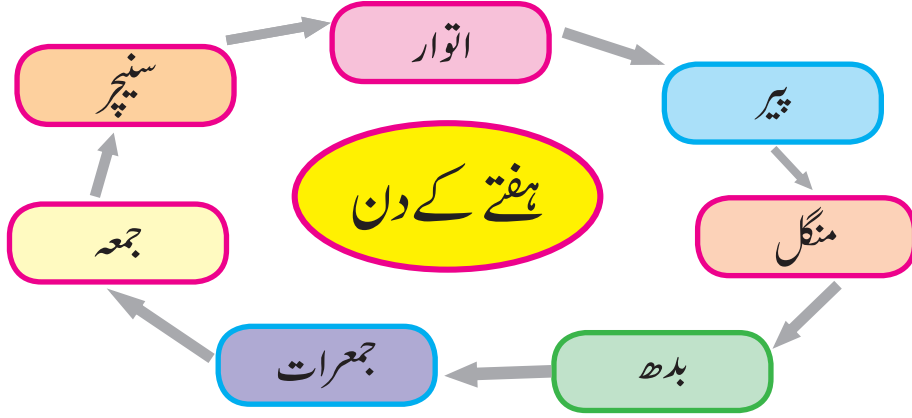 ہفتے کے دن
اتوار
پیر
منگل
بدھ
جمعرات
جمعہ
سنیچر